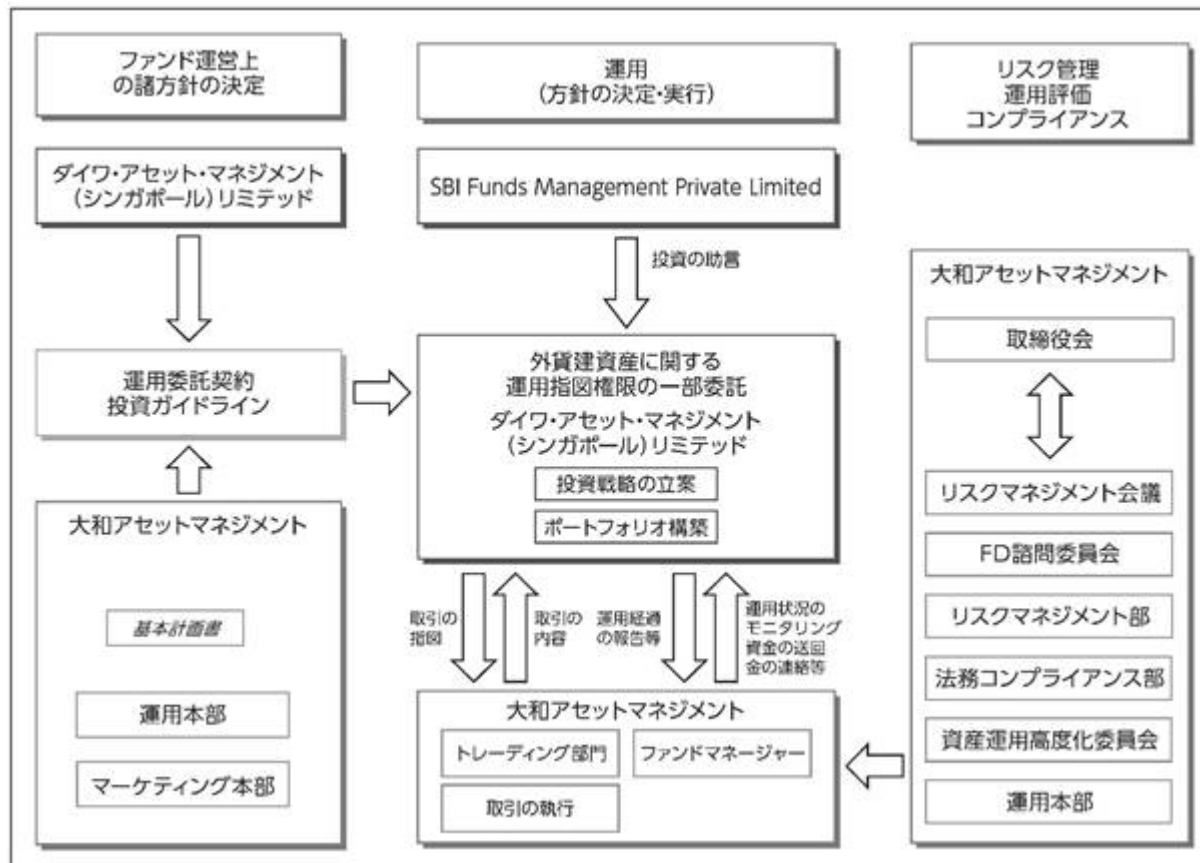 ファンド運営上
の諸方針の決定
運用
(方針の決定・実行)
リスク管理
運用評価
コンプライアンス
ダイワ・アセット・マネジメント
(シンガポール)リミテッド
SBI Funds Management Private Limited
投資の助言
運用委託契約
投資ガイドライン
外貨建資産に関する
運用指図権限の一部委託
ダイワ・アセット・マネジメント
(シンガポール)リミテッド
投資戦略の立案
ポートフォリオ構築
大和アセットマネジメント
基本計画書
運用本部
マーケティング本部
取引の
指図
取引の
内容
運用経過
の報告等
運用状況の
モニタリング
資金の送回
金の連絡等
大和アセットマネジメント
トレーディング部門
ファンドマネージャー
取引の執行
大和アセットマネジメント
取締役会
リスクマネジメント会議
FD諮問委員会
リスクマネジメント部
法務コンプライアンス部
資産運用高度化委員会
運用本部